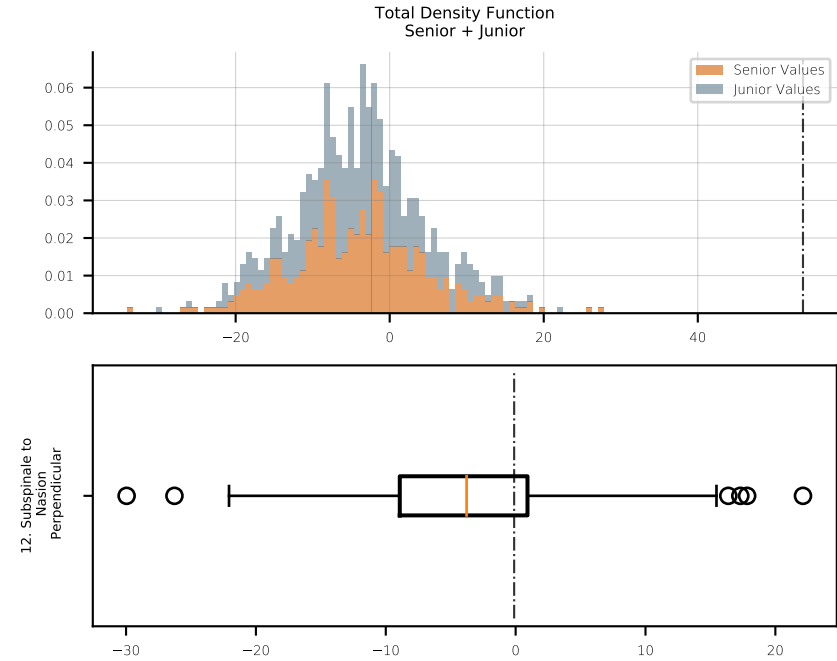 Total Density Function
Senior + Junior
Senior Values
Junior Values
0.06
0.05
0.04
0.03
0.02
0.01
0.00
−20 0 20 40
12. Subspinale to
Nasion
Perpendicular
−30 −20 −10 0 10 20